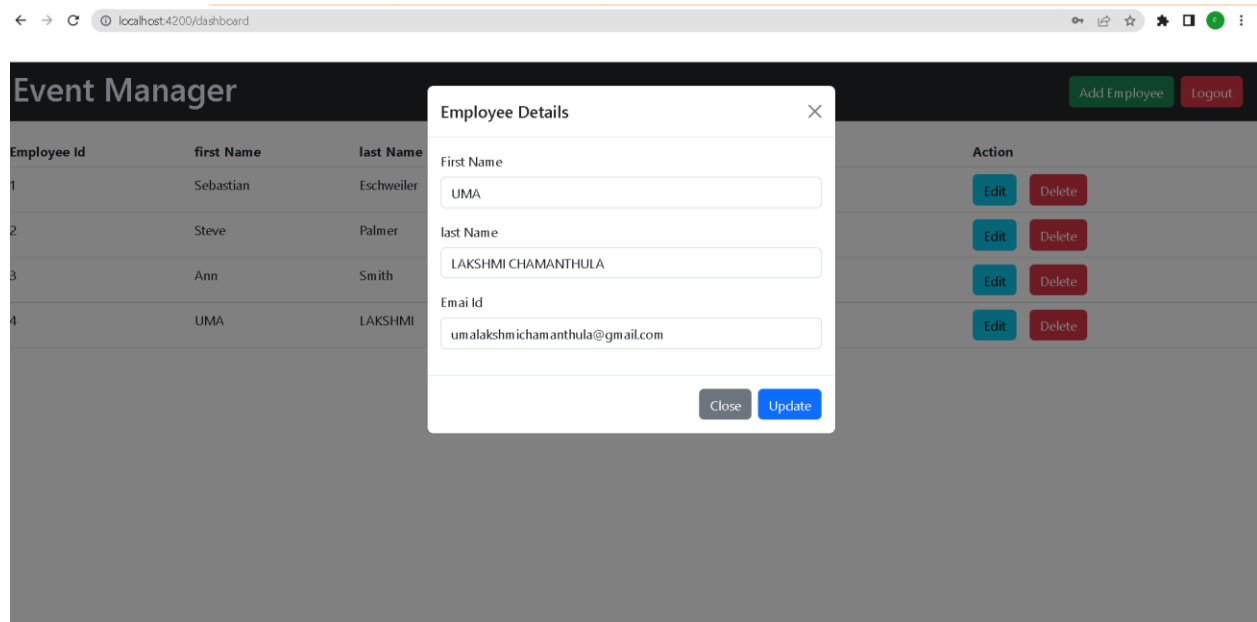 localhost:4200/dashboard
Event Manager
Add Employee Logout
Employee Details
Employee Id first Name last Name Action
First Name
1 Sebastian Eschweiler Edit Delete
UMA
2 Steve Palmer Edit Delete
last Name
LAKSHMI CHAMANTHULA
3 Ann Smith Edit Delete
Emai Id
4 UMA LAKSHMI Edit Delete
umalakshmichamanthula@gmail.com
Close Update